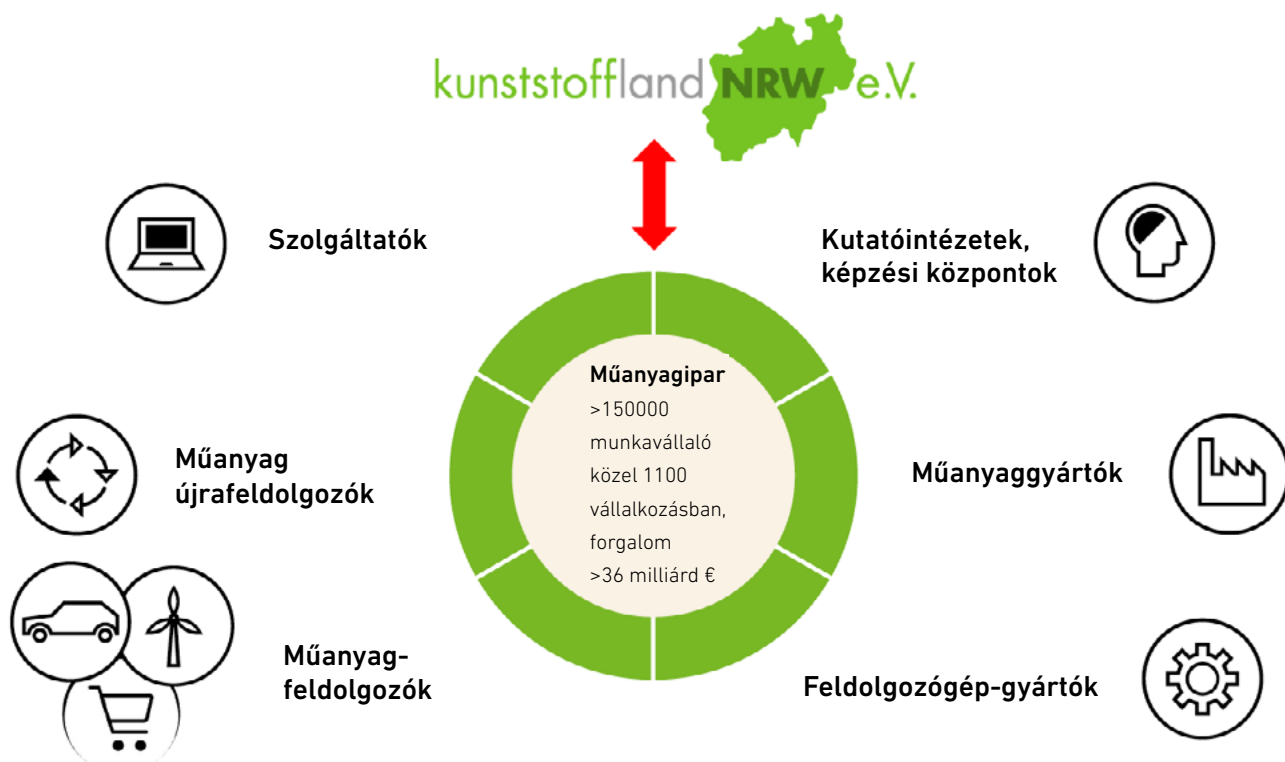 kunststoffland NRW e.V.
Szolgáltatók
Kutatóintézetek,
képzési központok
Műanyagipar
>150000
munkavállaló
közel 1100
vállalkozásban,
forgalom
>36 milliárd €
Műanyag
újrafeldolgozók
Műanyaggyártók
Műanyag-
feldolgozók
Feldolgozógép-gyártók